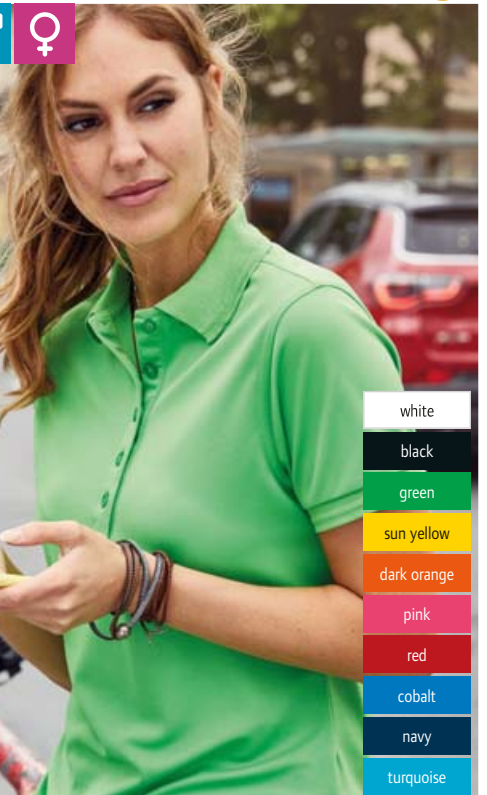 white
black
green
sun yellow
dark orange
pink
red
cobalt
navy
turquoise